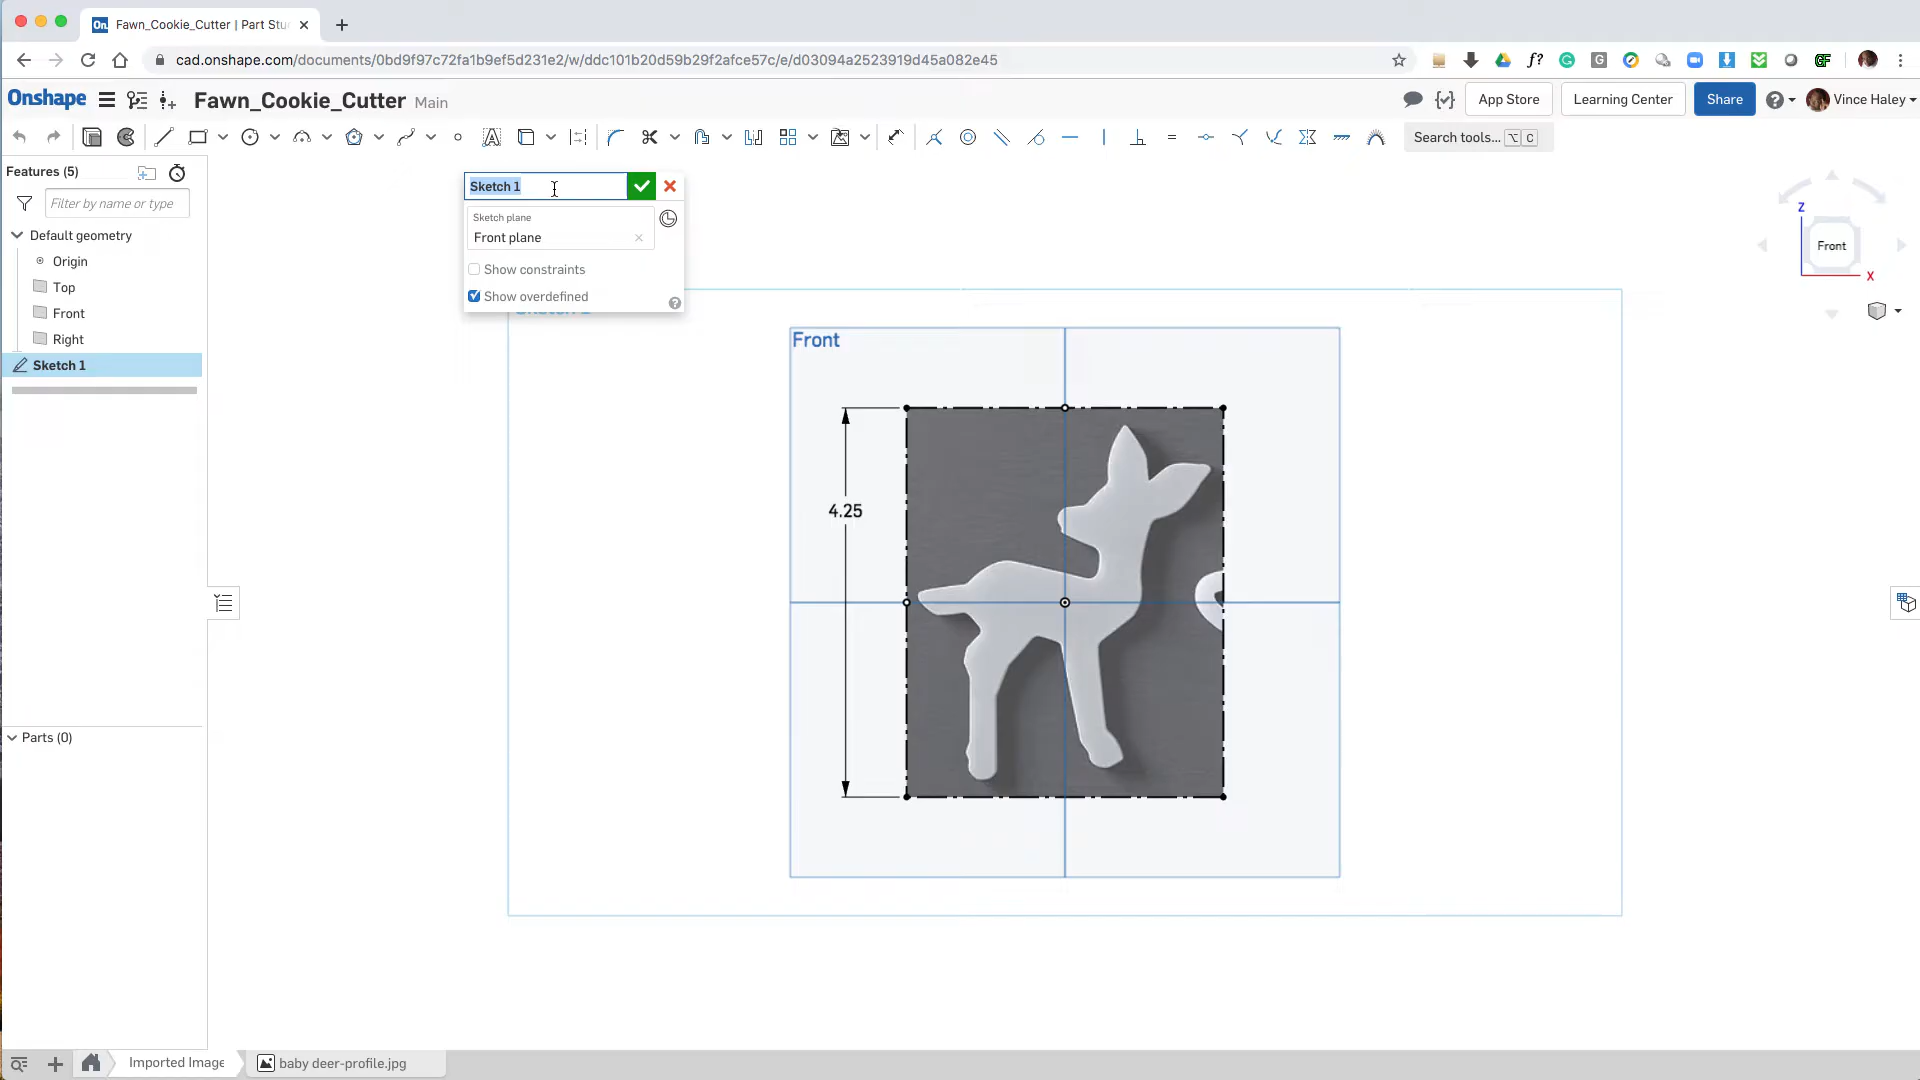 Fawn_Cookie_Cutter | Part Stu
cad.onshape.com/documents/0bd9f97c72fa1b9ef5d231e2/w/ddc101b20d59b29f2afce57c/e/d03094a2523919d45a082e45
Onshape
Fawn_Cookie_Cutter Main
App Store
Learning Center
Share
Vince Haley
Search tools... ⌥ C
Features (5)
Filter by name or type
Default geometry
Origin
Top
Front
Right
Sketch 1
Parts (0)
Sketch 1
Sketch plane
Front plane
Show constraints
Show overdefined
Sketch 1
Front
4.25
Z
Front
X
Imported Image
baby deer-profile.jpg